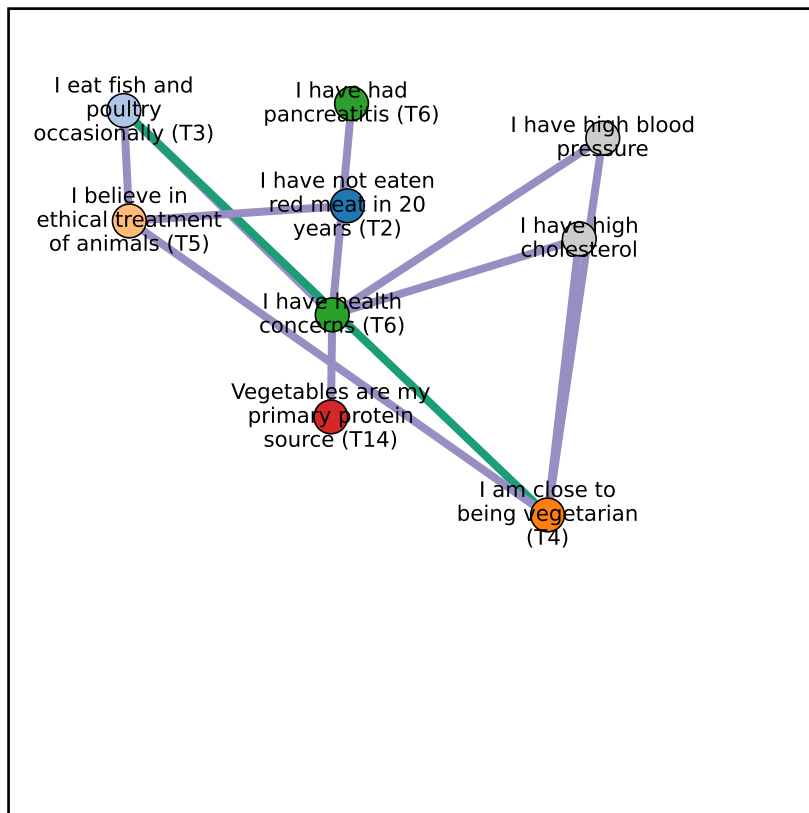 I eat fish and
poultry
occasionally (T3)
I have had
pancreatitis (T6)
I have high blood
pressure
I believe in
ethical treatment
of animals (T5)
I have not eaten
red meat in 20
years (T2)
I have high
cholesterol
I have health
concerns (T6)
Vegetables are my
primary protein
source (T14)
I am close to
being vegetarian
(T4)